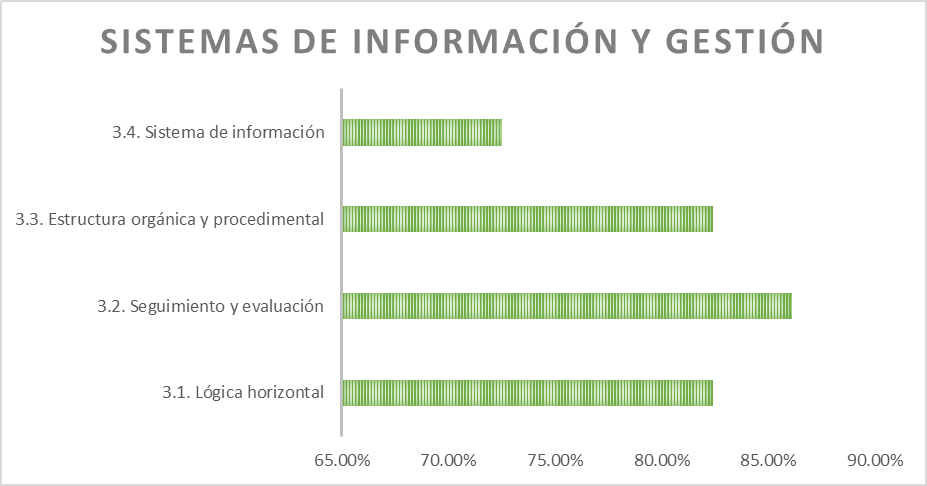 SISTEMAS DE INFORMACIÓN Y GESTIÓN
3.4. Sistema de información
3.3. Estructura orgánica y procedimental
3.2. Seguimiento y evaluación
3.1. Lógica horizontal
65.00% 70.00% 75.00% 80.00% 85.00% 90.00%